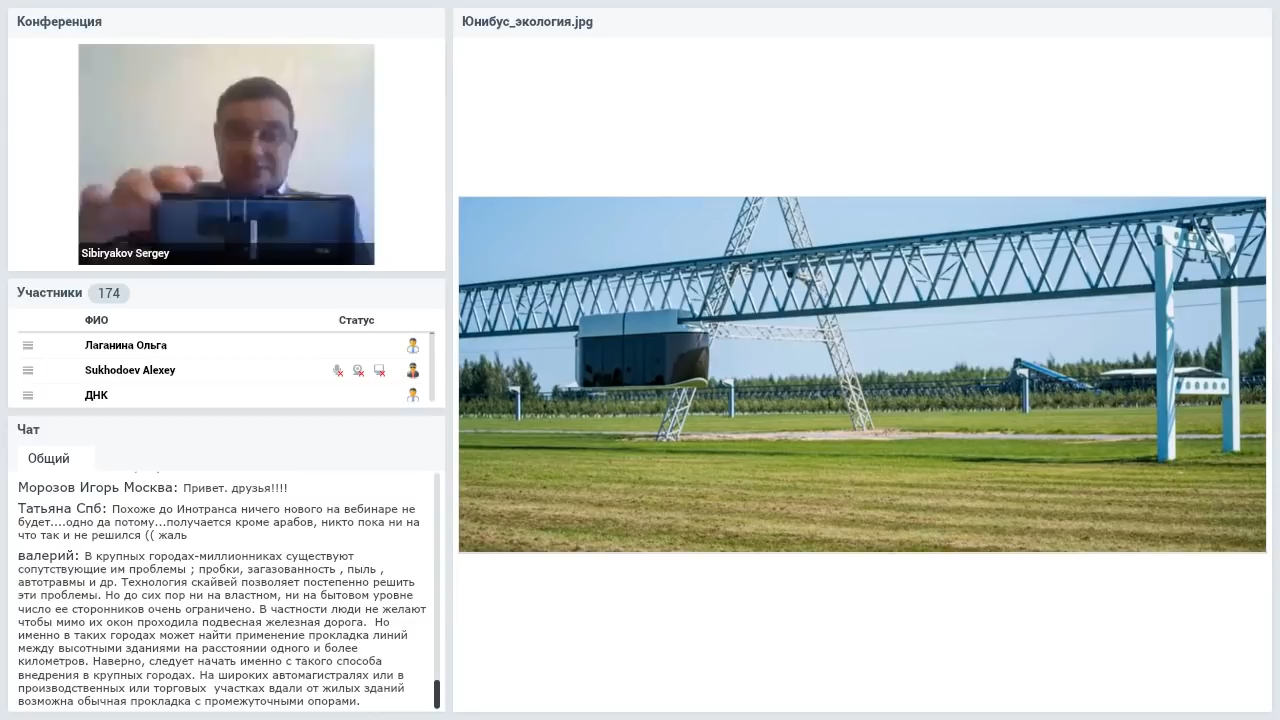 Конференция
Sibiryakov Sergey
Участники 174
ФИО Статус
Лаганина Ольга
Sukhodoev Alexey
ДНК
Чат
Общий
Морозов Игорь Москва: Привет. друзья!!!!
Татьяна Спб: Похоже до Инотранса ничего нового на вебинаре не
будет....одно да потому...получается кроме арабов, никто пока ни на
что так и не решился (( жаль
валерий: В крупных городах-миллионниках существуют
сопутствующие им проблемы ; пробки, загазованность , пыль ,
автотравмы и др. Технология скайвей позволяет постепенно решить
эти проблемы. Но до сих пор ни на властном, ни на бытовом уровне
число ее сторонников очень ограничено. В частности люди не желают
чтобы мимо их окон проходила подвесная железная дорога.  Но
именно в таких городах может найти применение прокладка линий
между высотными зданиями на расстоянии одного и более
километров. Наверно, следует начать именно с такого способа
внедрения в крупных городах. На широких автомагистралях или в
производственных или торговых  участках вдали от жилых зданий
возможна обычная прокладка с промежуточными опорами.
Юнибус_экология.jpg